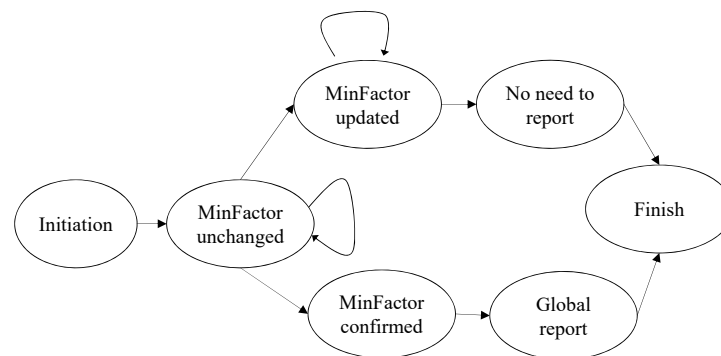 MinFactor
updated
No need to
report
Initiation
MinFactor
unchanged
Finish
MinFactor
confirmed
Global
report